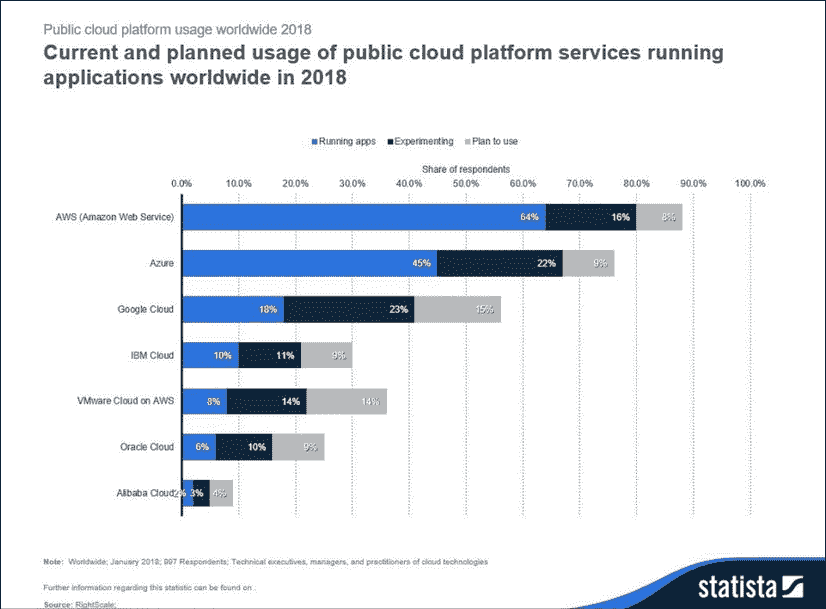 Public cloud platform usage worldwide 2018
Current and planned usage of public cloud platform services running
applications worldwide in 2018
Running apps Experimenting Plan to use
Share of respondents
0.0% 10.0% 20.0% 30.0% 40.0% 50.0% 60.0% 70.0% 80.0% 90.0% 100.0%
AWS (Amazon Web Service) 64% 16% 8%
Azure 45% 22% 9%
Google Cloud 18% 23% 15%
IBM Cloud 10% 11% 9%
VMware Cloud on AWS 8% 14% 14%
Oracle Cloud 6% 10% 9%
Alibaba Cloud 2% 3% 4%
Note: Worldwide; January 2018; 997 Respondents; Technical executives, managers, and practitioners of cloud technologies
Further information regarding this statistic can be found on .
Source: RightScale;
statista